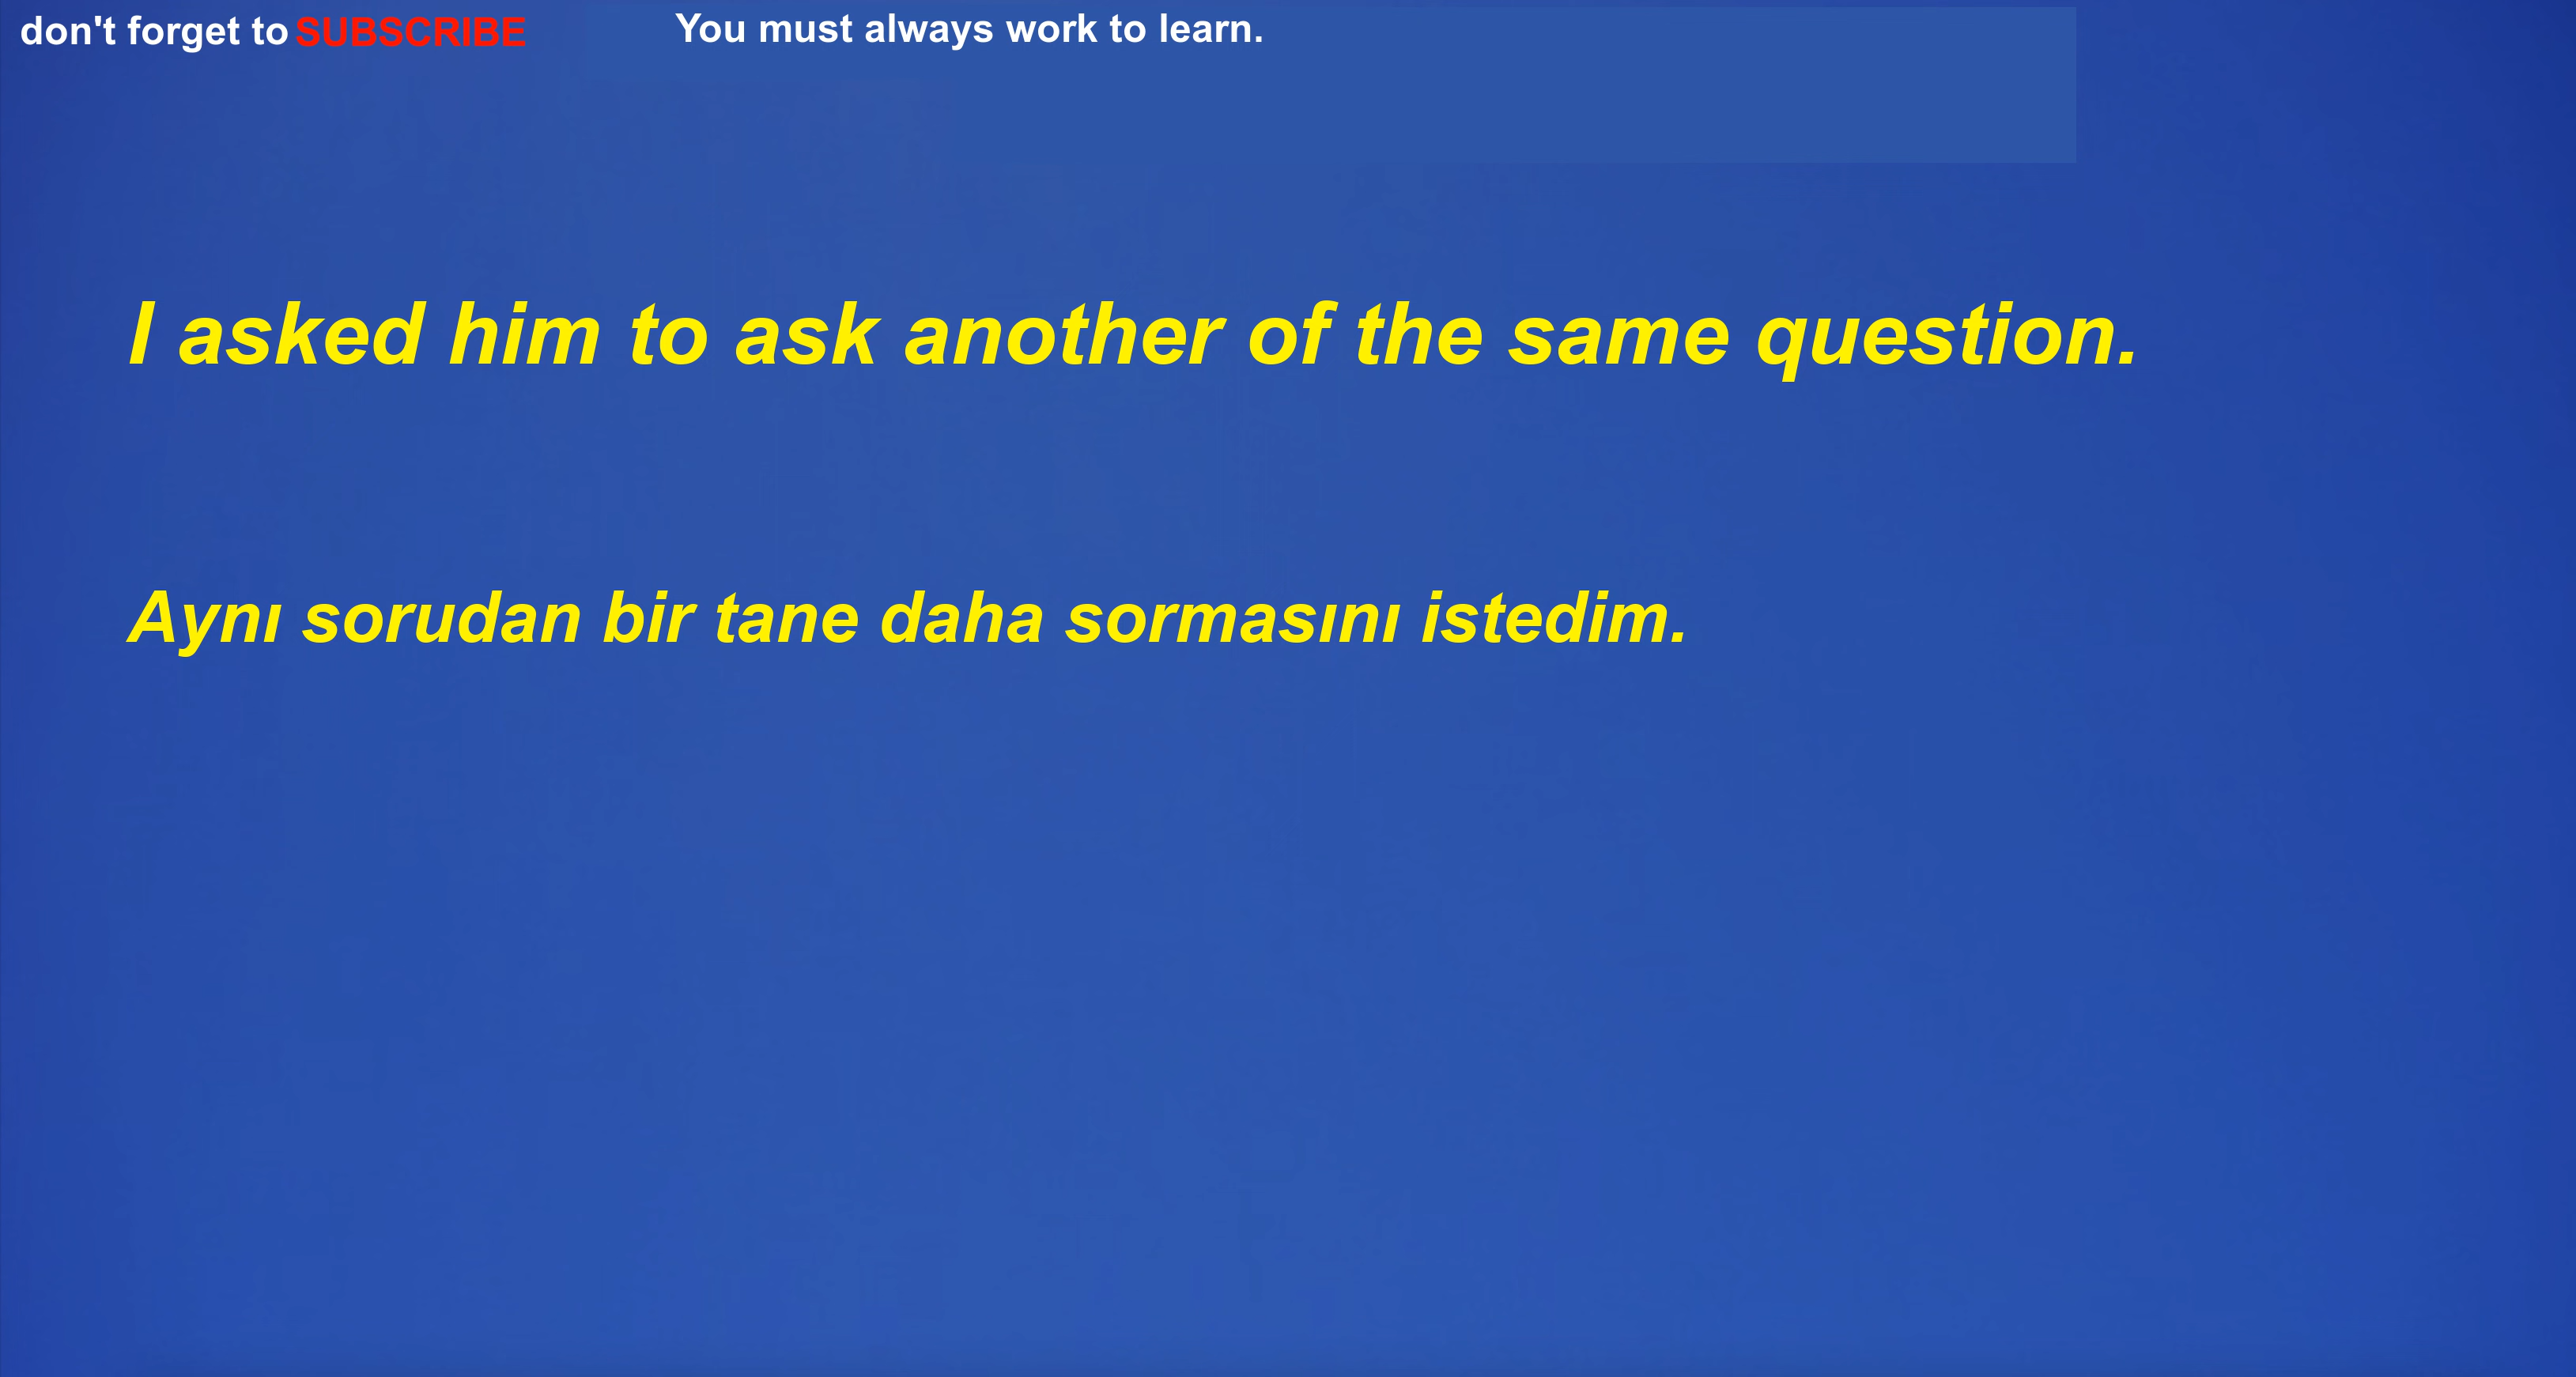 don't forget to SUBSCRIBE
You must always work to learn.
I asked him to ask another of the same question.
Aynı sorudan bir tane daha sormasını istedim.